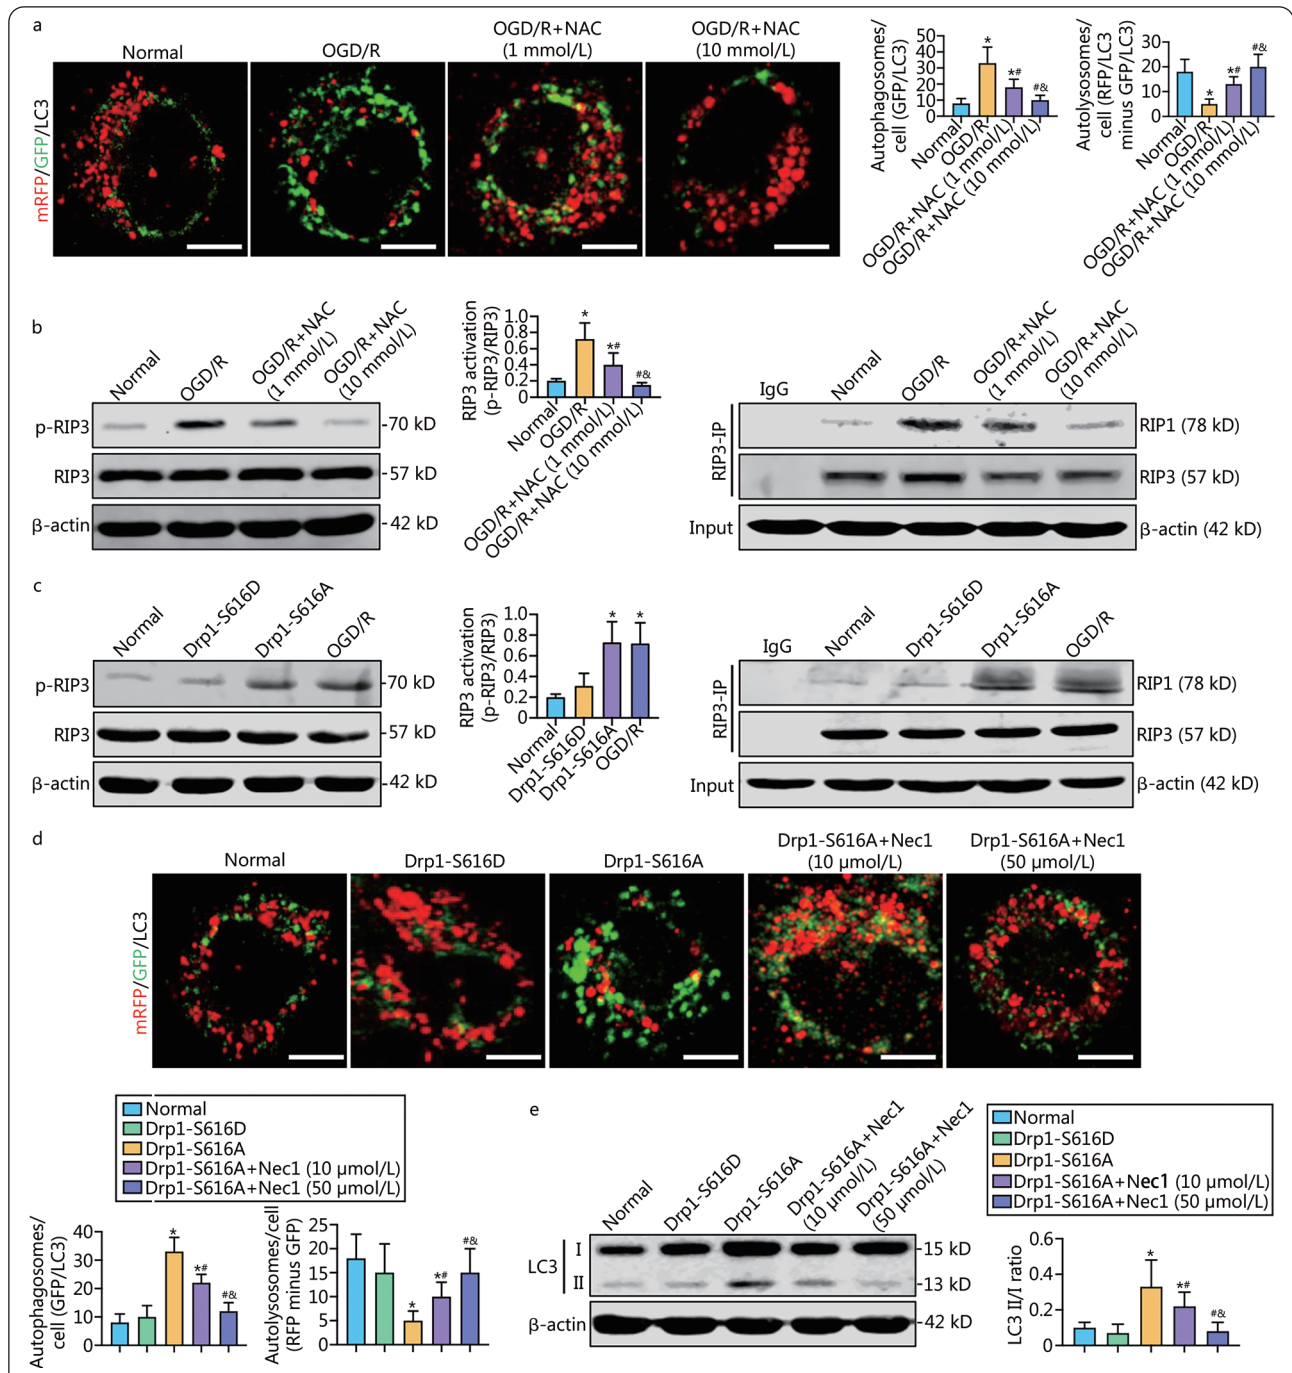 a
Normal
OGD/R
OGD/R+NAC
(1 mmol/L)
OGD/R+NAC
(10 mmol/L)
mRFP/GFP/LC3
Autophagosomes/
cell (GFP/LC3)
50
40
30
20
10
0
*
*#
#&
Normal
OGD/R
OGD/R+NAC (1 mmol/L)
OGD/R+NAC (10 mmol/L)
Autolysosomes/
cell (RFP/LC3
minus GFP/LC3)
30
20
10
0
*
*#
#&
Normal
OGD/R
OGD/R+NAC (1 mmol/L)
OGD/R+NAC (10 mmol/L)
b
Normal
OGD/R
OGD/R+NAC
(1 mmol/L)
OGD/R+NAC
(10 mmol/L)
p-RIP3
-70 kD
RIP3
-57 kD
β-actin
-42 kD
RIP3 activation
(p-RIP3/RIP3)
1.0
0.8
0.6
0.4
0.2
0
*
*#
#&
Normal
OGD/R
OGD/R+NAC (1 mmol/L)
OGD/R+NAC (10 mmol/L)
IgG
Normal
OGD/R
OGD/R+NAC
(1 mmol/L)
OGD/R+NAC
(10 mmol/L)
RIP3-IP
RIP1 (78 kD)
RIP3 (57 kD)
Input
β-actin (42 kD)
c
Normal
Drp1-S616D
Drp1-S616A
OGD/R
p-RIP3
-70 kD
RIP3
-57 kD
β-actin
-42 kD
RIP3 activation
(p-RIP3/RIP3)
1.0
0.8
0.6
0.4
0.2
0
*
*
Normal
Drp1-S616D
Drp1-S616A
OGD/R
IgG
Normal
Drp1-S616D
Drp1-S616A
OGD/R
RIP3-IP
RIP1 (78 kD)
RIP3 (57 kD)
Input
β-actin (42 kD)
d
Normal
Drp1-S616D
Drp1-S616A
Drp1-S616A+Nec1
(10 μmol/L)
Drp1-S616A+Nec1
(50 μmol/L)
mRFP/GFP/LC3
Normal
Drp1-S616D
Drp1-S616A
Drp1-S616A+Nec1 (10 μmol/L)
Drp1-S616A+Nec1 (50 μmol/L)
Autophagosomes/
cell (GFP/LC3)
40
30
20
10
0
*
*#
#&
Autolysosomes/cell
(RFP minus GFP)
25
20
15
10
5
0
*
*#
#&
e
Normal
Drp1-S616D
Drp1-S616A
Drp1-S616A+Nec1
(10 μmol/L)
Drp1-S616A+Nec1
(50 μmol/L)
LC3
I
II
-15 kD
-13 kD
β-actin
-42 kD
Normal
Drp1-S616D
Drp1-S616A
Drp1-S616A+Nec1 (10 μmol/L)
Drp1-S616A+Nec1 (50 μmol/L)
LC3 II/I ratio
0.6
0.4
0.2
0
*
*#
#&